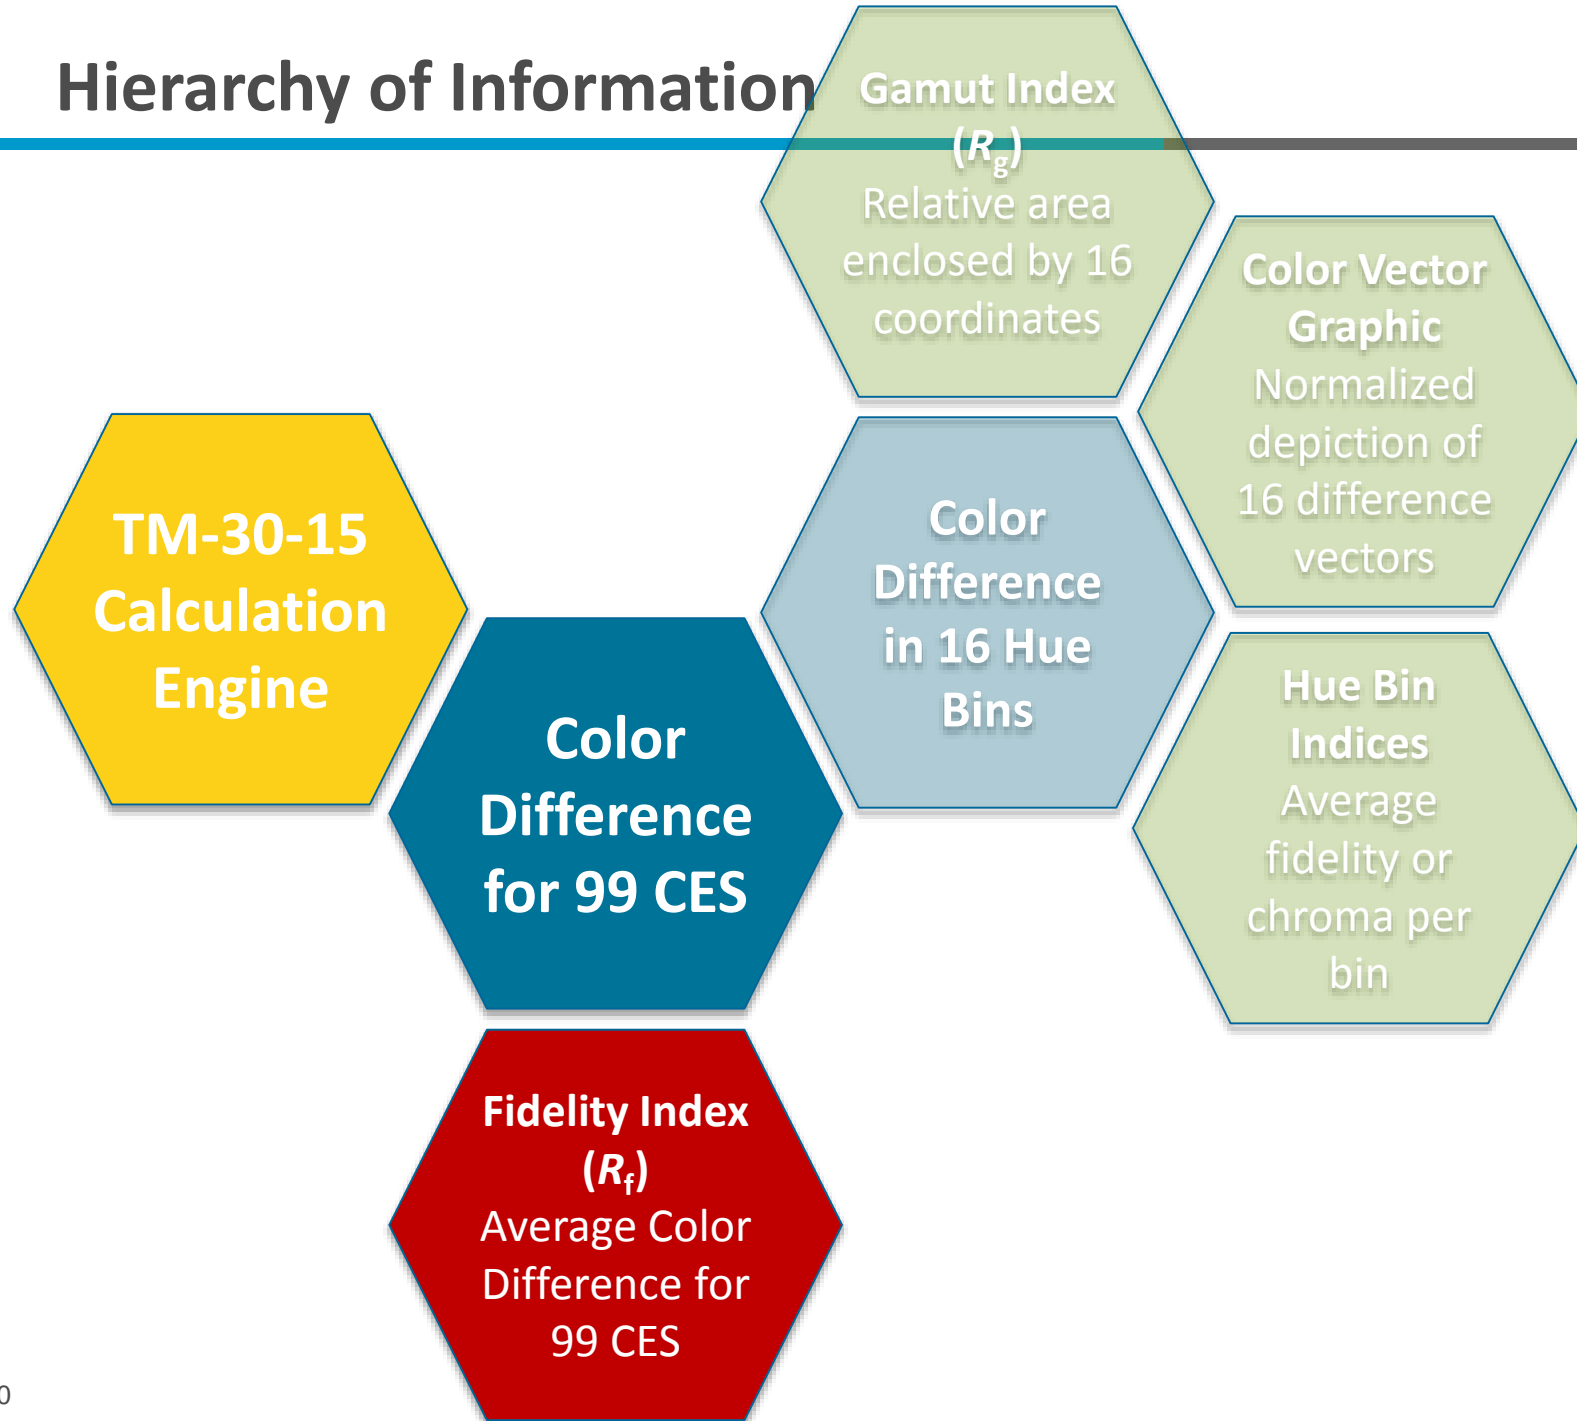 Hierarchy of Information
Gamut Index
(Rg)
Relative area
enclosed by 16
coordinates
Color Vector
Graphic
Normalized
depiction of
16 difference
vectors
TM-30-15
Calculation
Engine
Color
Difference
in 16 Hue
Bins
Color
Difference
for 99 CES
Hue Bin
Indices
Average
fidelity or
chroma per
bin
Fidelity Index
(Rf)
Average Color
Difference for
99 CES
0